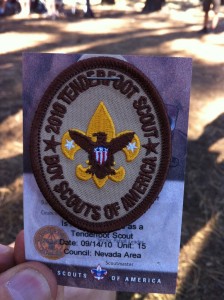 2010 TENDERFOOT SCOUT
BOY SCOUTS OF AMERICA
as a
Tenderfoot Scout
Date: 09/14/10 Unit: 15
Council: Nevada Area
Scoutmaster
SCOUTS OF AMERICA